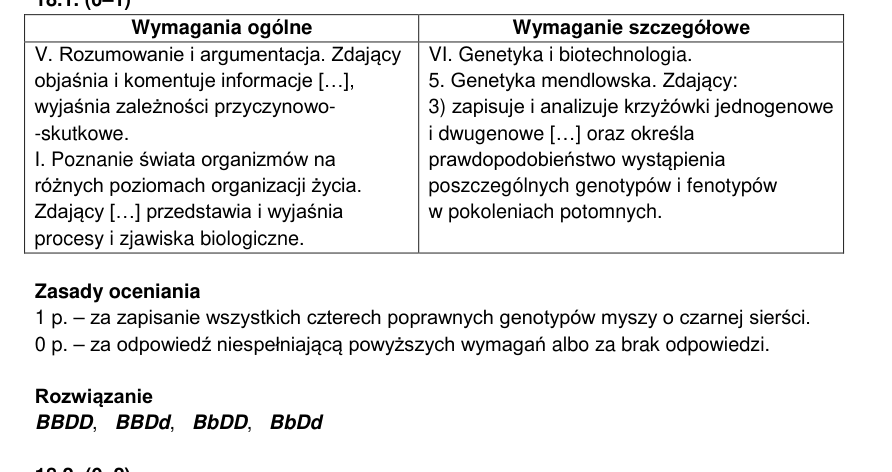 18.1. (0–1)
Wymagania ogólne
Wymaganie szczegółowe
V. Rozumowanie i argumentacja. Zdający
objaśnia i komentuje informacje […],
wyjaśnia zależności przyczynowo-
-skutkowe.
I. Poznanie świata organizmów na
różnych poziomach organizacji życia.
Zdający […] przedstawia i wyjaśnia
procesy i zjawiska biologiczne.
VI. Genetyka i biotechnologia.
5. Genetyka mendlowska. Zdający:
3) zapisuje i analizuje krzyżówki jednogenowe
i dwugenowe […] oraz określa
prawdopodobieństwo wystąpienia
poszczególnych genotypów i fenotypów
w pokoleniach potomnych.
Zasady oceniania
1 p. – za zapisanie wszystkich czterech poprawnych genotypów myszy o czarnej sierści.
0 p. – za odpowiedź niespełniającą powyższych wymagań albo za brak odpowiedzi.
Rozwiązanie
BBDD, BBDd, BbDD, BbDd